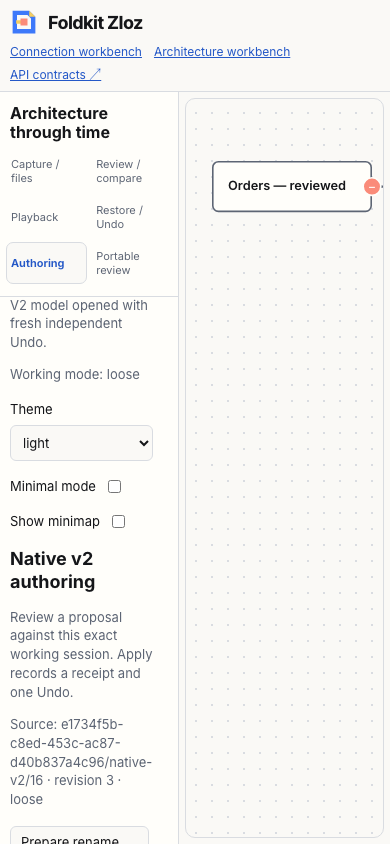 Foldkit Zloz
Connection workbench Architecture workbench
API contracts ↗
Architecture
through time
Capture /
files
Review /
compare
Playback
Restore /
Undo
Authoring
Portable
review
V2 model opened with
fresh independent
Undo.
Working mode: loose
Theme
light
Minimal mode
Show minimap
Native v2
authoring
Review a proposal
against this exact
working session. Apply
records a receipt and
one Undo.
Source: e1734f5b-
c8ed-453c-ac87-
d40b837a4c96/native-
v2/16 · revision 3 ·
loose
Prepare rename
Orders — reviewed